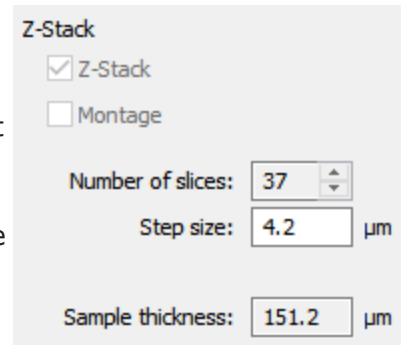 Z-Stack
Z-Stack
Montage
Number of slices: 37
Step size: 4.2 µm
Sample thickness: 151.2 µm